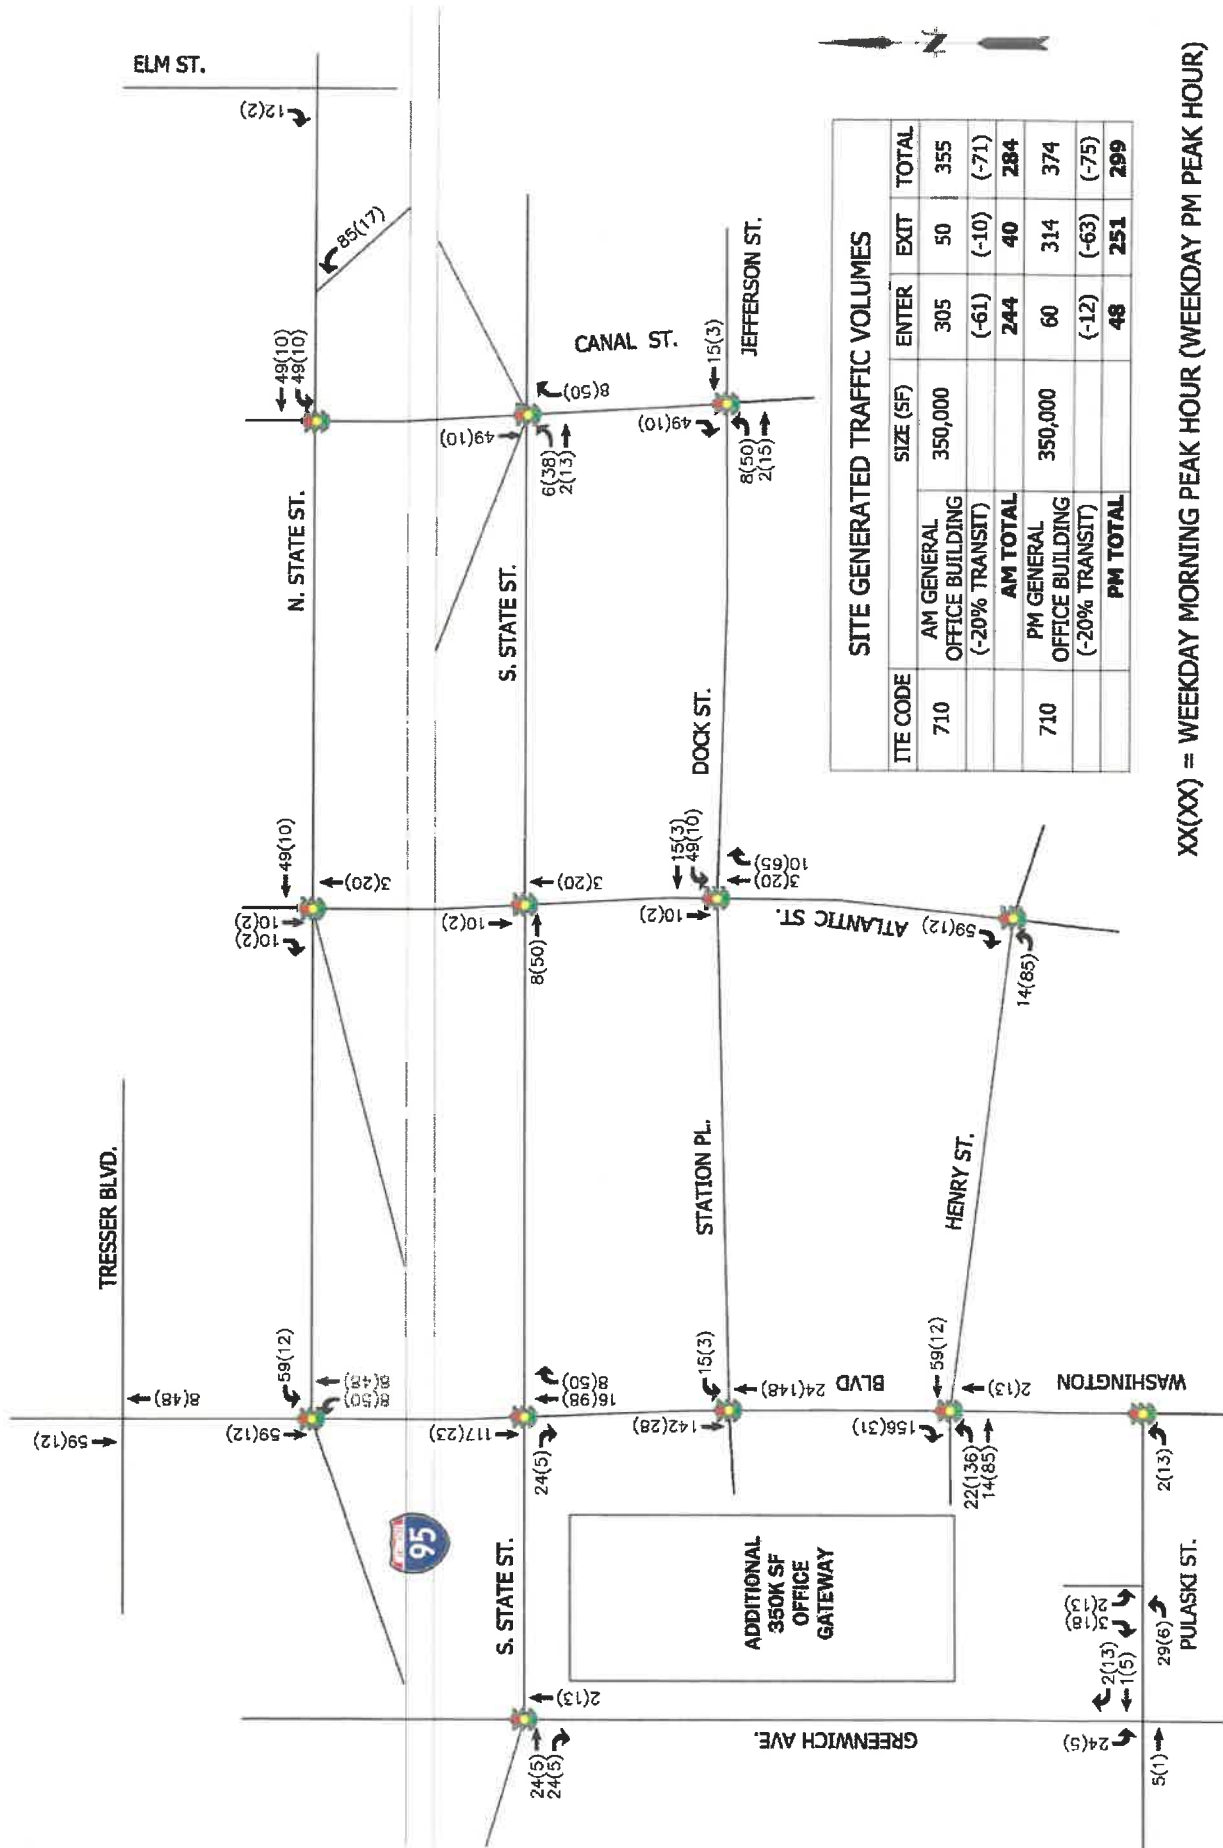 ELM ST.
12(2)
85(17)
49(10)
49(10)
N. STATE ST.
49(10)
3(20)
10(2)
10(2)
TRESSER BLVD.
8(48)
59(12)
59(12)
8(48)
8(50)
59(12)
95
CANAL ST.
8(50)
49(10)
6(38)
2(13)
S. STATE ST.
3(20)
10(2)
8(50)
8(50)
16(98
117(23)
24(5)
S. STATE ST.
2(13)
24(5)
24(5)
JEFFERSON ST.
15(3)
49(10)
8(50)
2(15)
DOCK ST.
15(3)
49(10)
10(65)
3(20)
10(2)
STATION PL.
15(3)
24(148)
142(28)
ATLANTIC ST.
59(12)
14(85)
HENRY ST.
BLVD
59(12)
2(13)
156(31)
22(136)
14(85)
WASHINGTON
2(13)
ADDITIONAL
350K SF
OFFICE
GATEWAY
GREENWICH AVE.
2(13)
3(18)
2(13)
1(5)
29(6)
PULASKI ST.
24(5)
5(1)
N
SITE GENERATED TRAFFIC VOLUMES
ITE CODE SIZE (SF) ENTER EXIT TOTAL
710 AM GENERAL OFFICE BUILDING 350,000 305 50 355
(-20% TRANSIT) (-61) (-10) (-71)
AM TOTAL 244 40 284
710 PM GENERAL OFFICE BUILDING 350,000 60 314 374
(-20% TRANSIT) (-12) (-63) (-75)
PM TOTAL 48 251 299
XX(XX) = WEEKDAY MORNING PEAK HOUR (WEEKDAY PM PEAK HOUR)